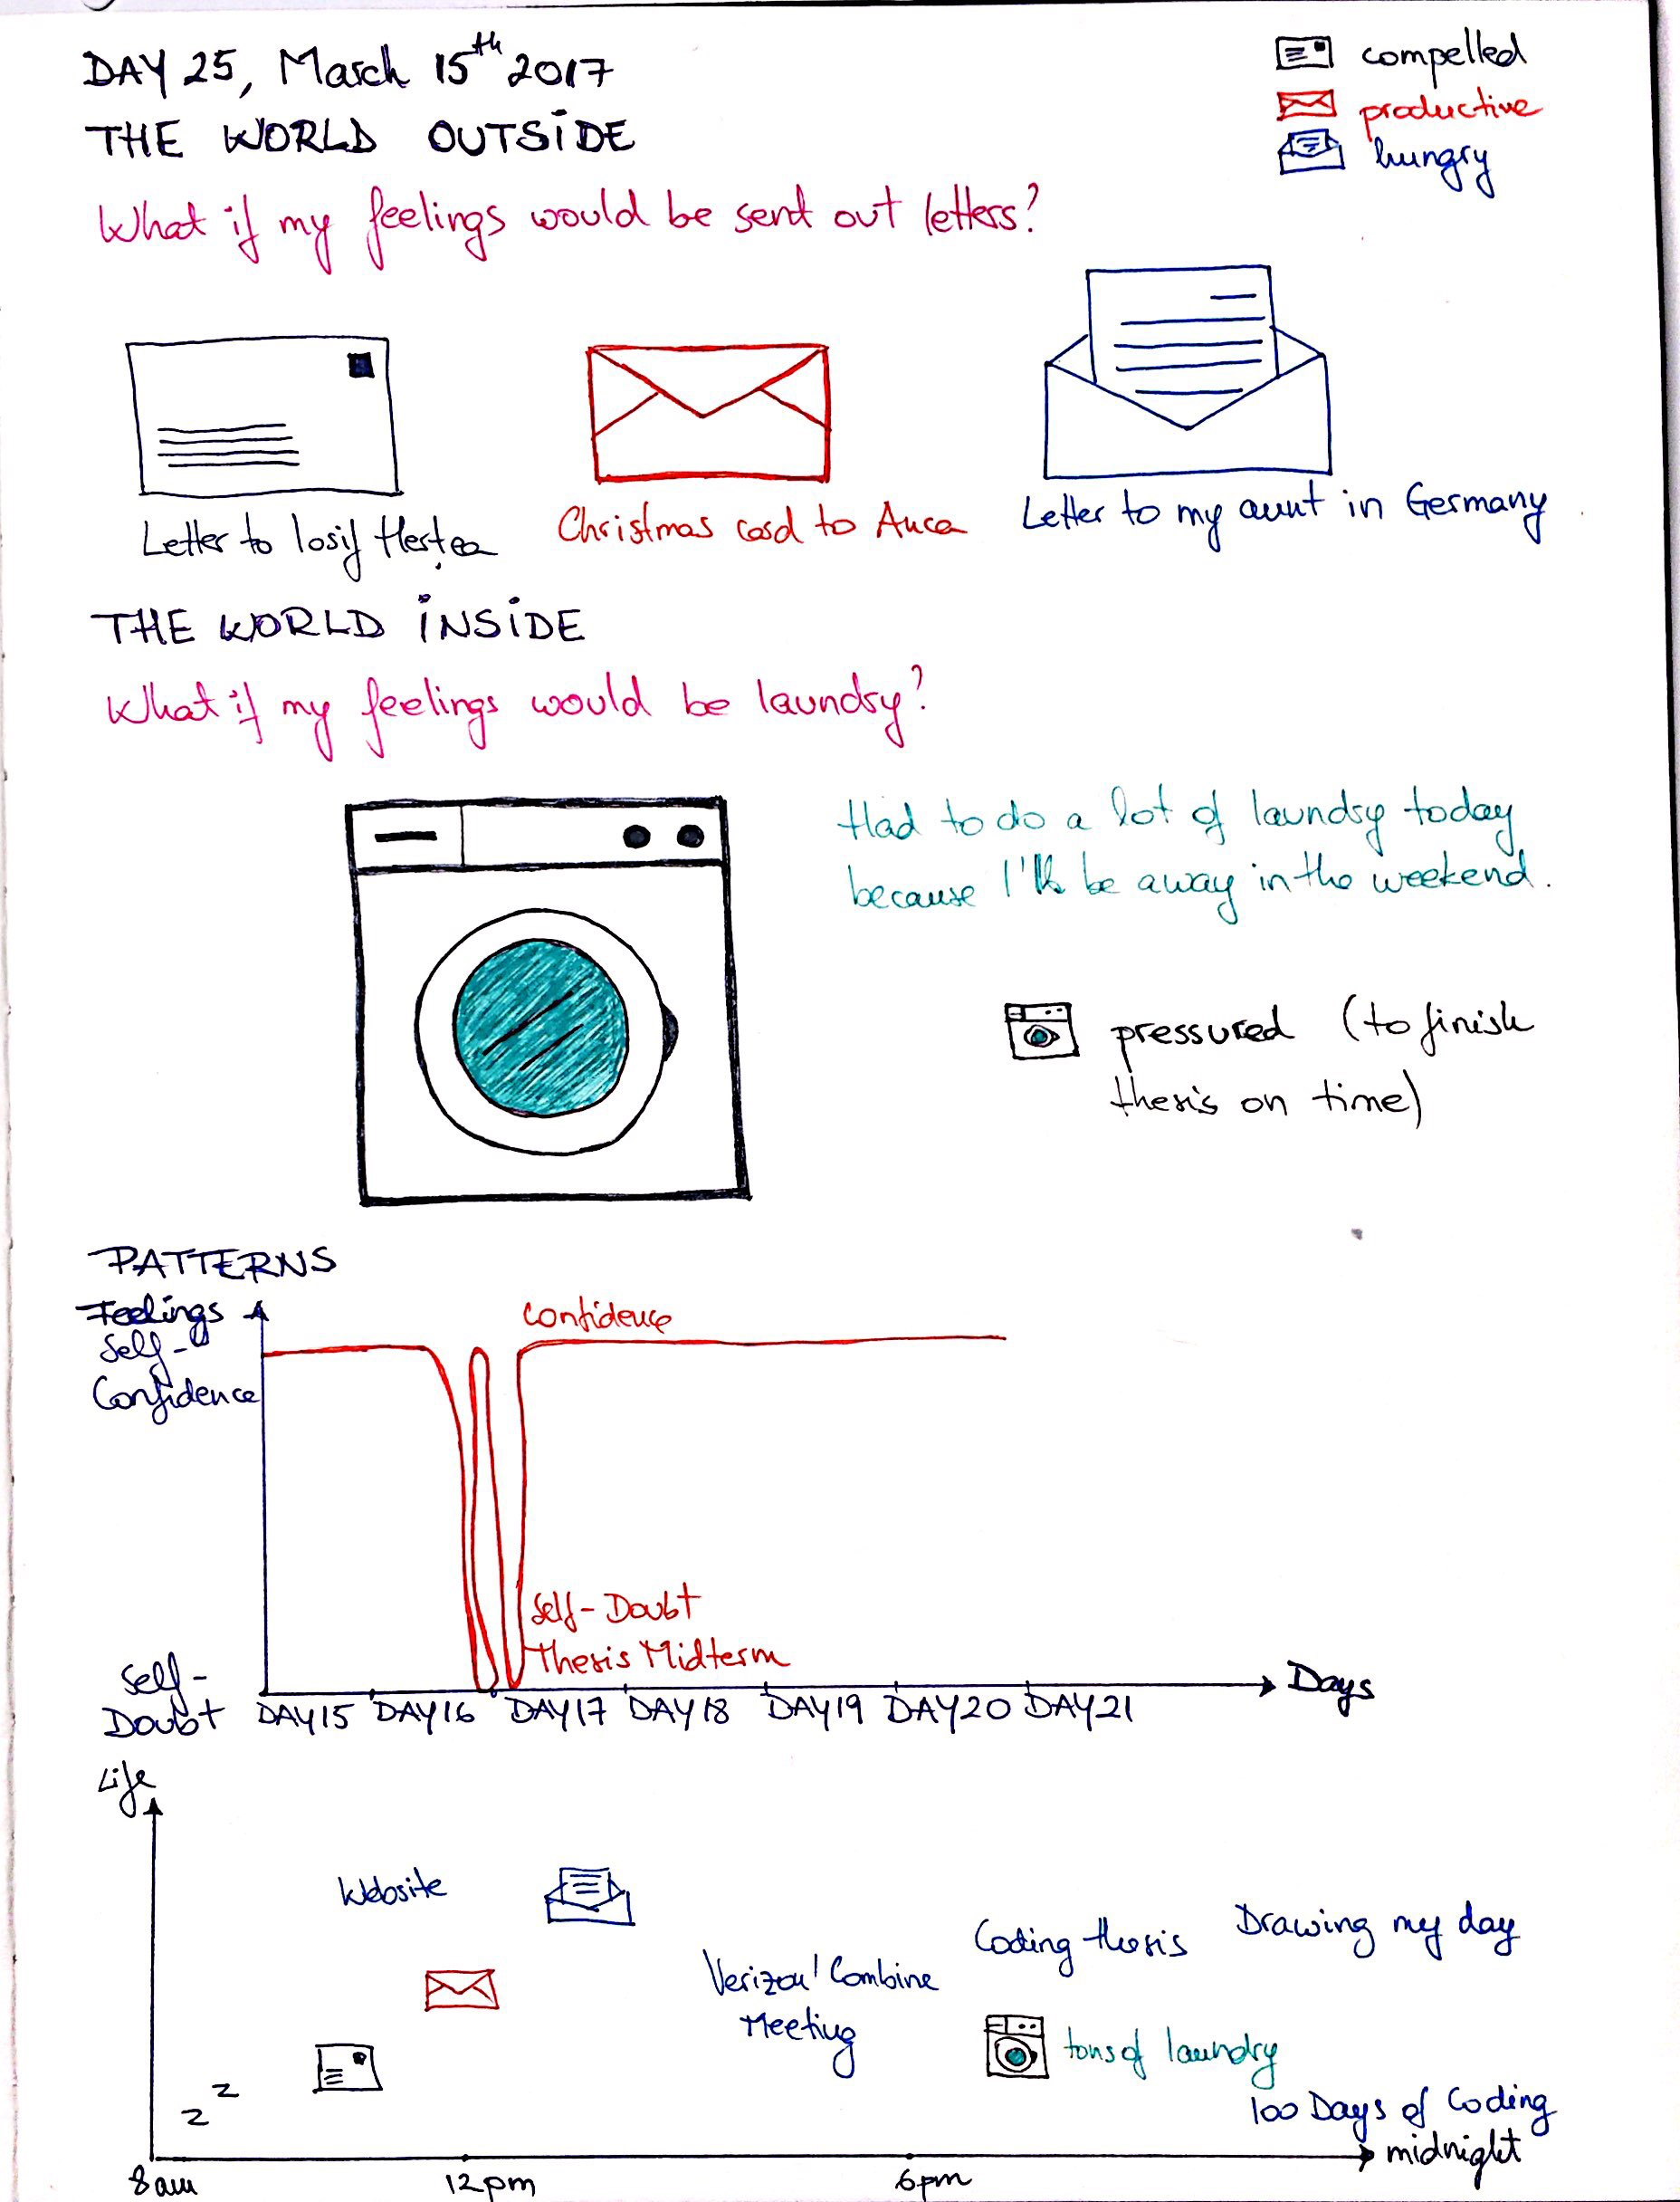 DAY 25, March 15th 2017
compelled
productive
hungry
THE WORLD OUTSIDE
What if my feelings would be sent out letters?
Letter to Iosif Herțea
Christmas card to Anca
Letter to my aunt in Germany
THE WORLD INSIDE
What if my feelings would be laundry?
Had to do a lot of laundry today
because I'll be away in the weekend.
pressured (to finish
thesis on time)
PATTERNS
Feelings
Self-
Confidence
Confidence
Self-Doubt
Thesis Midterm
Self-
Doubt
DAY15 DAY16 DAY17 DAY18 DAY19 DAY20 DAY21
Days
Life
Website
Coding thesis
Drawing my day
Verizon/Combine
Meeting
tons of laundry
z z
100 Days of Coding
midnight
8am 12pm 6pm